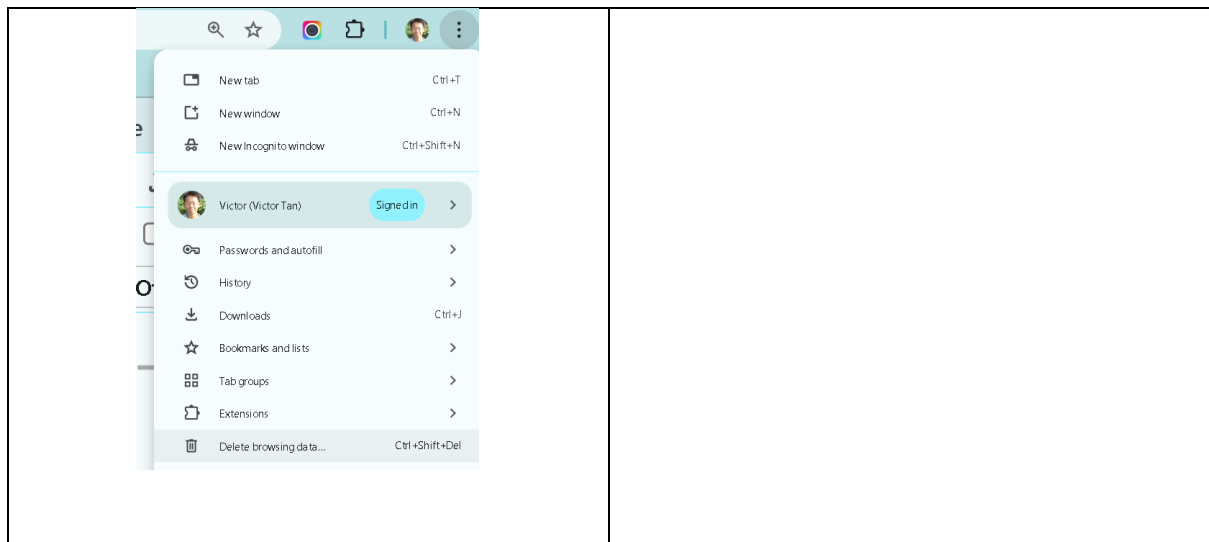 New tab Ctrl+T
New window Ctrl+N
New Incognito window Ctrl+Shift+N
Victor (Victor Tan) Signed in
Passwords and autofill
History
Downloads Ctrl+J
Bookmarks and lists
Tab groups
Extensions
Delete browsing data... Ctrl+Shift+Del